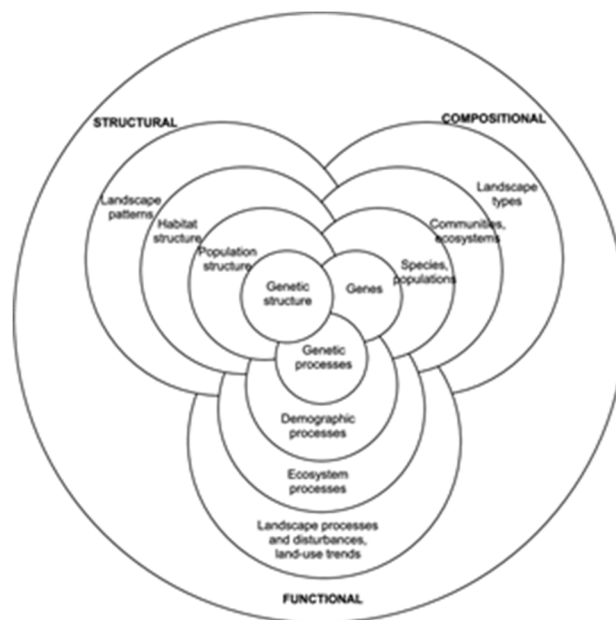 STRUCTURAL
COMPOSITIONAL
Landscape
patterns
Habitat
structure
Population
structure
Genetic
structure
Landscape
types
Communities,
ecosystems
Species,
populations
Genes
Genetic
processes
Demographic
processes
Ecosystem
processes
Landscape processes
and disturbances,
land-use trends
FUNCTIONAL